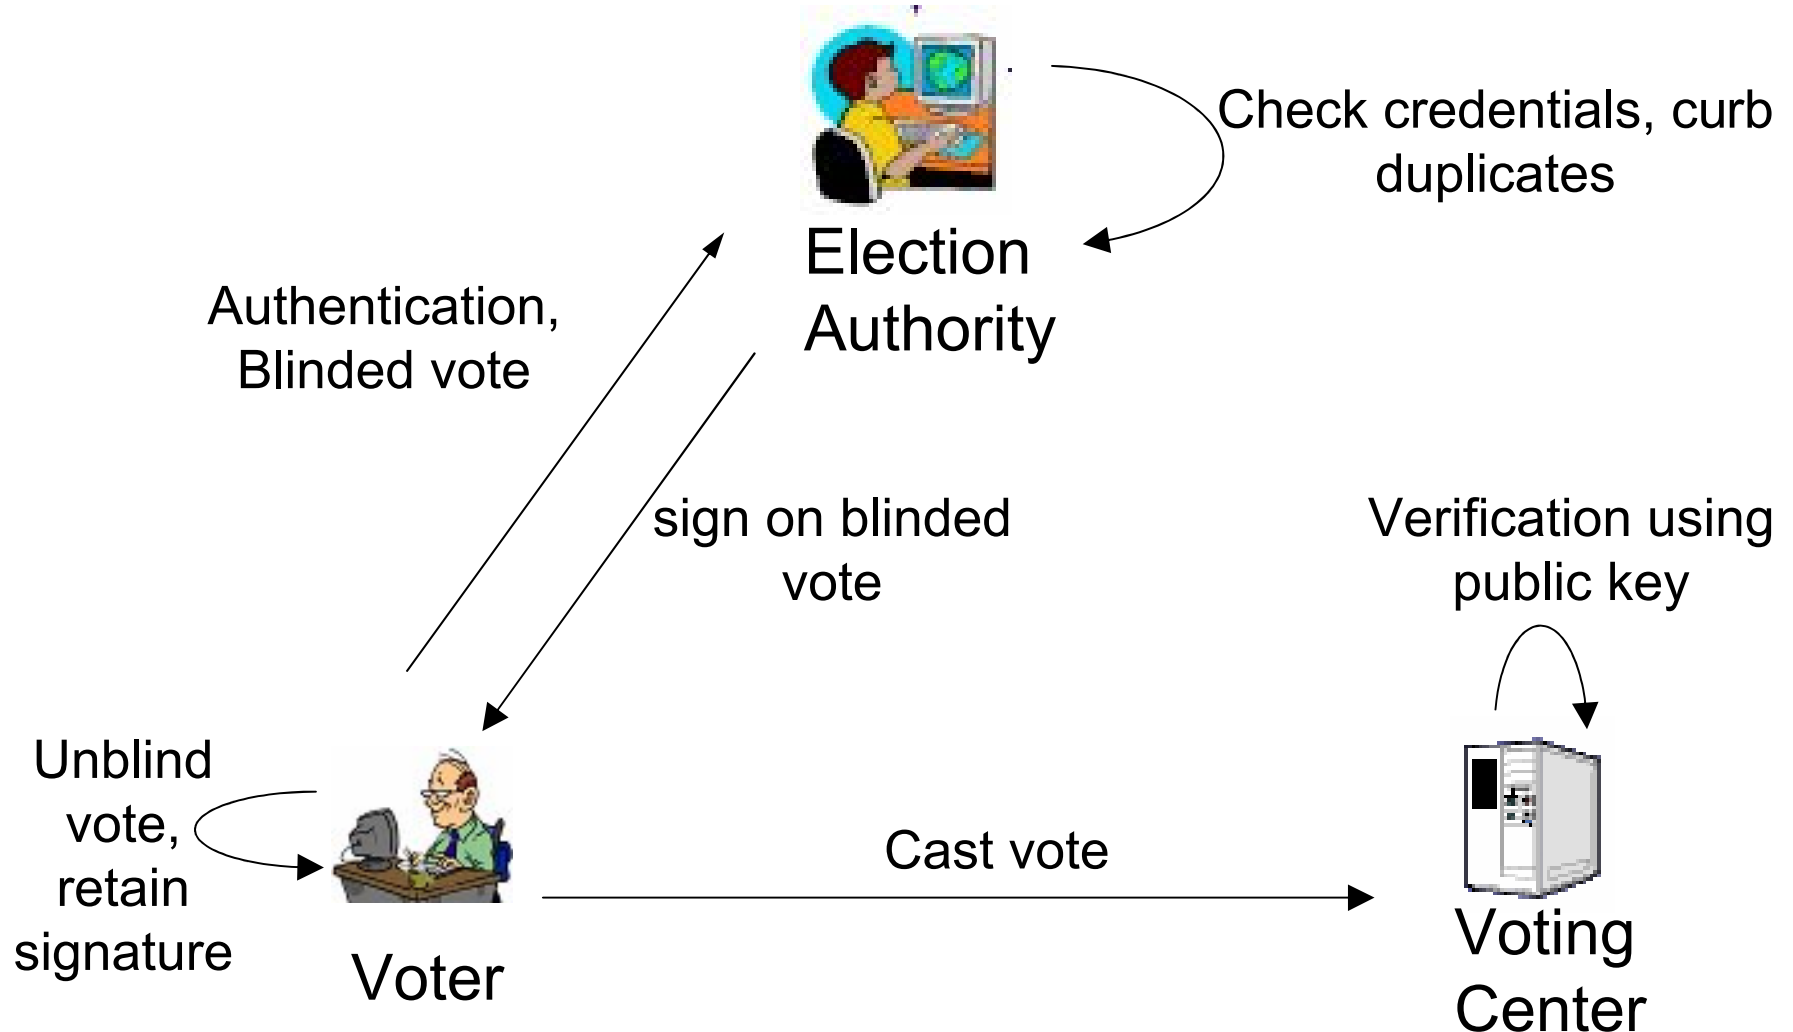 Check credentials, curb
duplicates
Election
Authority
Authentication,
Blinded vote
sign on blinded
vote
Verification using
public key
Unblind
vote,
retain
signature
Cast vote
Voter
Voting
Center